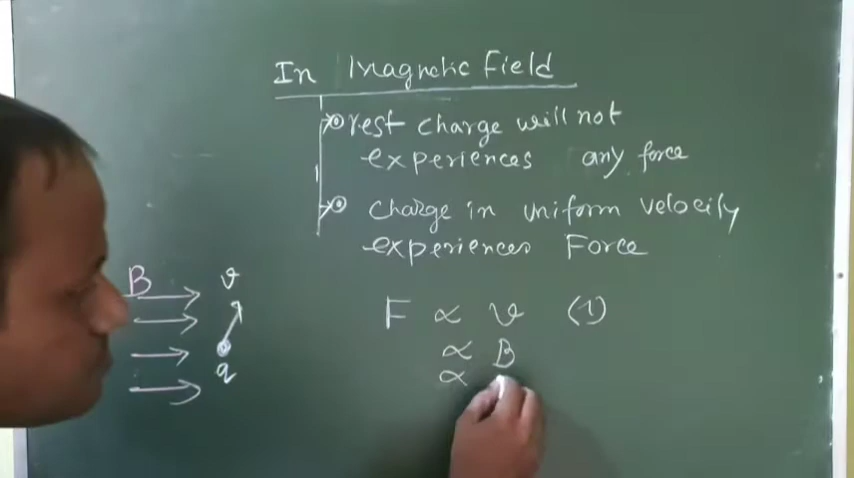 In Magnetic Field
rest charge will not
experiences any force
charge in uniform velocity
experiences Force
B
v
q
F ∝ v (1)
∝ B
∝